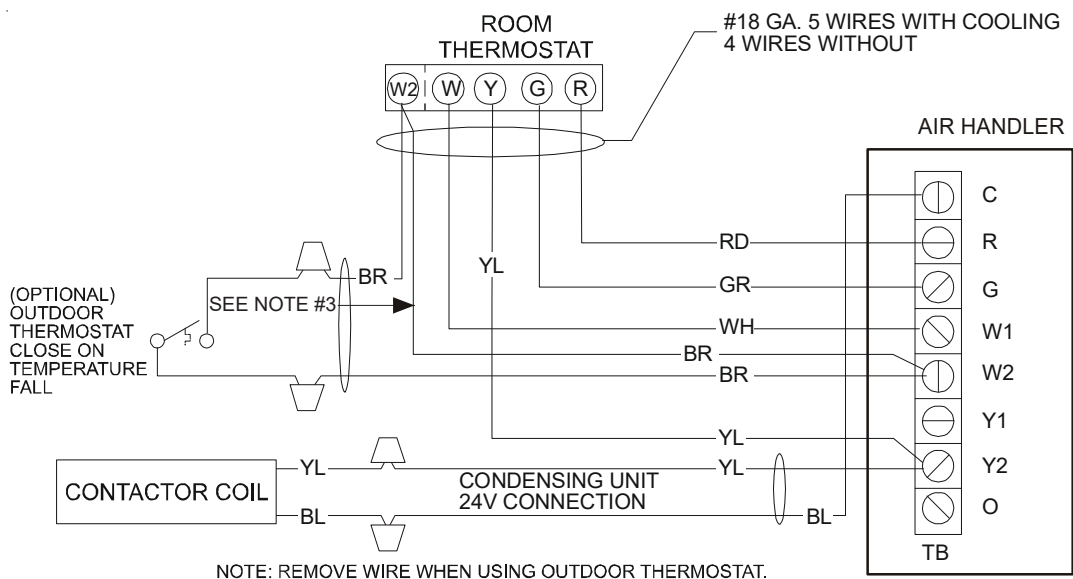 #18 GA. 5 WIRES WITH COOLING
4 WIRES WITHOUT
ROOM
THERMOSTAT
W2 W Y G R
AIR HANDLER
C
RD R
YL
BR
GR G
(OPTIONAL)
OUTDOOR
THERMOSTAT
CLOSE ON
TEMPERATURE
FALL
SEE NOTE #3
WH W1
BR
BR W2
Y1
YL
YL YL Y2
CONTACTOR COIL
CONDENSING UNIT
24V CONNECTION
BL BL O
TB
NOTE: REMOVE WIRE WHEN USING OUTDOOR THERMOSTAT.